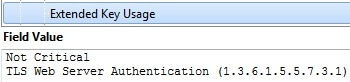 Extended Key Usage
Field Value
Not Critical
TLS Web Server Authentication (1.3.6.1.5.5.7.3.1)